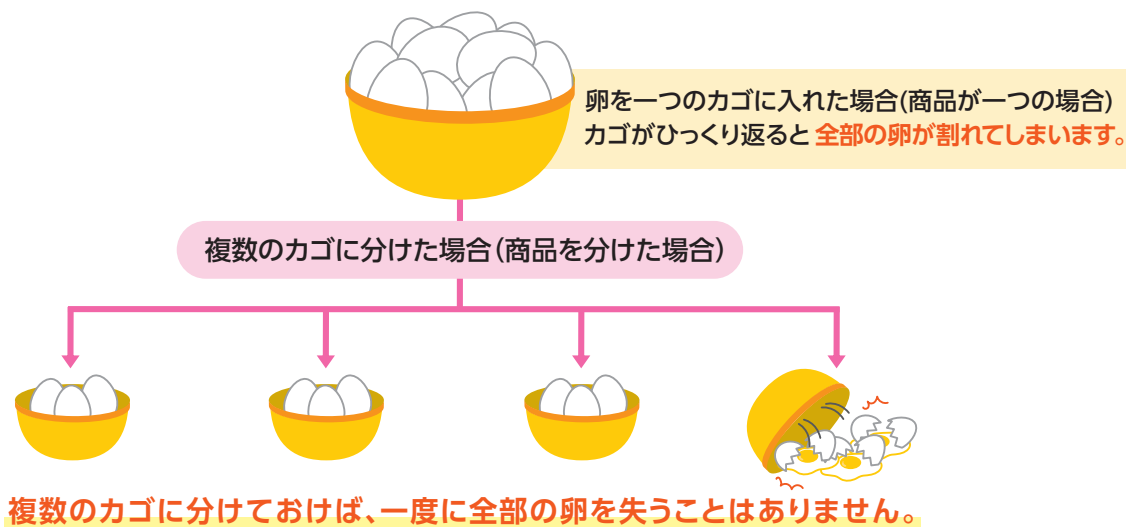 卵を一つのカゴに入れた場合(商品が一つの場合)
カゴがひっくり返ると全部の卵が割れてしまいます。
複数のカゴに分けた場合(商品を分けた場合)
複数のカゴに分けておけば、一度に全部の卵を失うことはありません。